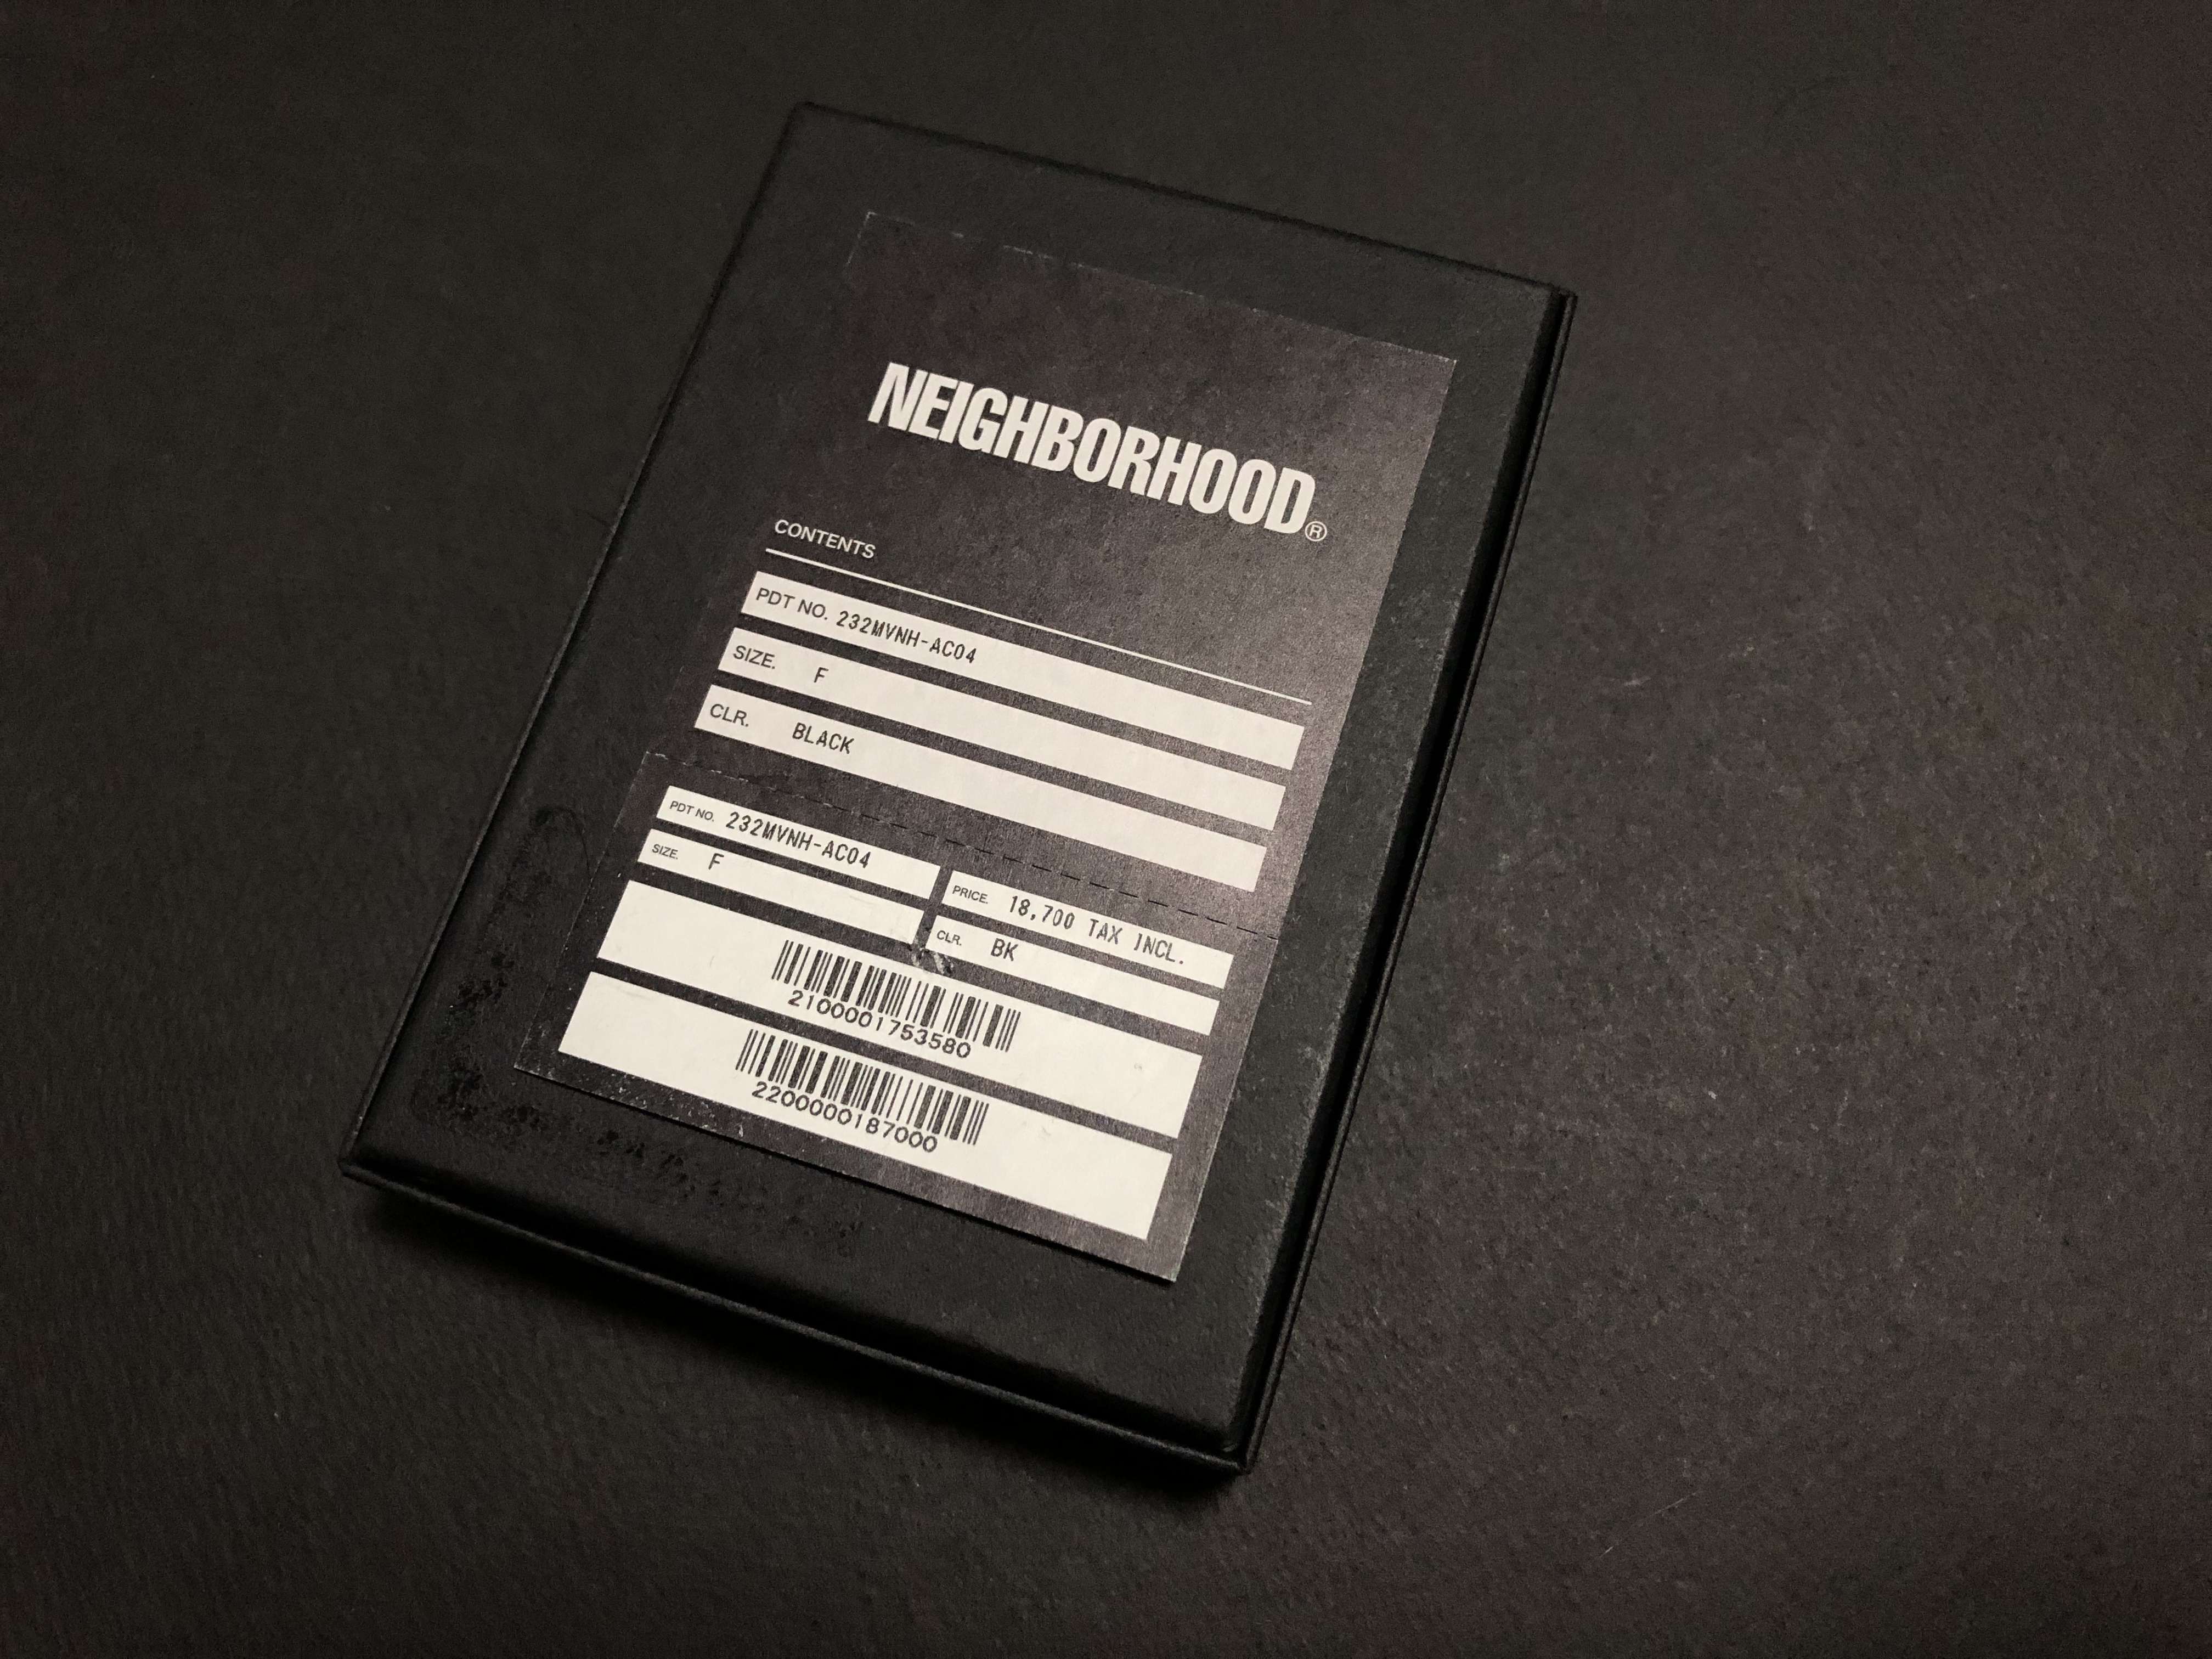 NEIGHBORHOOD®
CONTENTS
PDT NO. 232MVNH-AC04
SIZE. F
CLR. BLACK
PDT NO. 232MVNH-AC04
SIZE. F
PRICE. 18,700 TAX INCL.
CLR. BK
2100001753580
2200000187000